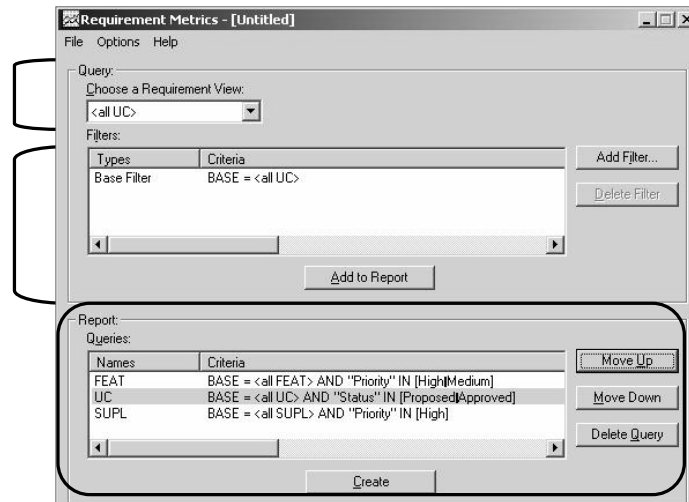 Requirement Metrics - [Untitled]
File Options Help
Query:
Choose a Requirement View:
<all UC>
Filters:
Types Criteria
Base Filter BASE = <all UC>
Add Filter...
Delete Filter
Add to Report
Report:
Queries:
Names Criteria
FEAT BASE = <all FEAT> AND "Priority" IN [High|Medium]
UC BASE = <all UC> AND "Status" IN [Proposed|Approved]
SUPL BASE = <all SUPL> AND "Priority" IN [High]
Move Up
Move Down
Delete Query
Create